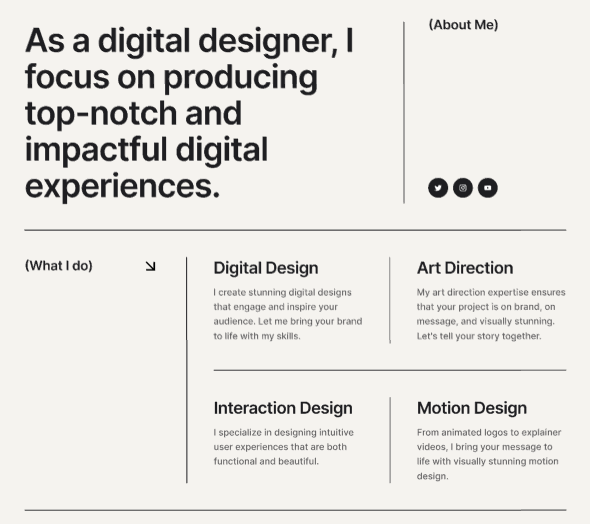 As a digital designer, I
focus on producing
top-notch and
impactful digital
experiences.
(About Me)
(What I do)
Digital Design
I create stunning digital designs
that engage and inspire your
audience. Let me bring your brand
to life with my skills.
Art Direction
My art direction expertise ensures
that your project is on brand, on
message, and visually stunning.
Let's tell your story together.
Interaction Design
I specialize in designing intuitive
user experiences that are both
functional and beautiful.
Motion Design
From animated logos to explainer
videos, I bring your message to
life with visually stunning motion
design.